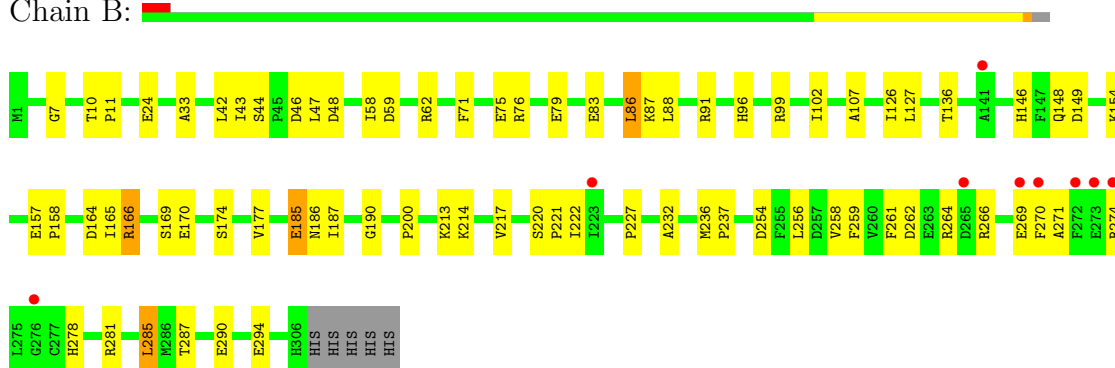 Chain B:
M1 G7 T10 P11 E24 A33 L42 I43 S44 P45 D46 L47 D48 I58 D59 R62 F71 E75 R76 E79 E83 L86 K87 L88 R91 H96 R99 I102 A107 I126 L127 T136 A141 H146 F147 Q148 D149 K154
E157 P158 D164 I165 R166 S169 E170 S174 V177 E185 N186 I187 G190 P200 K213 K214 V217 S220 P221 I222 I223 P227 A232 M236 P237 D254 F255 L256 D257 V258 F259 V260 F261 D262 E263 R264 D265 R266 E269 F270 A271 F272 E273 R274
L275 G276 C277 H278 R281 L285 M286 T287 E290 E294 H306 HIS HIS HIS HIS HIS